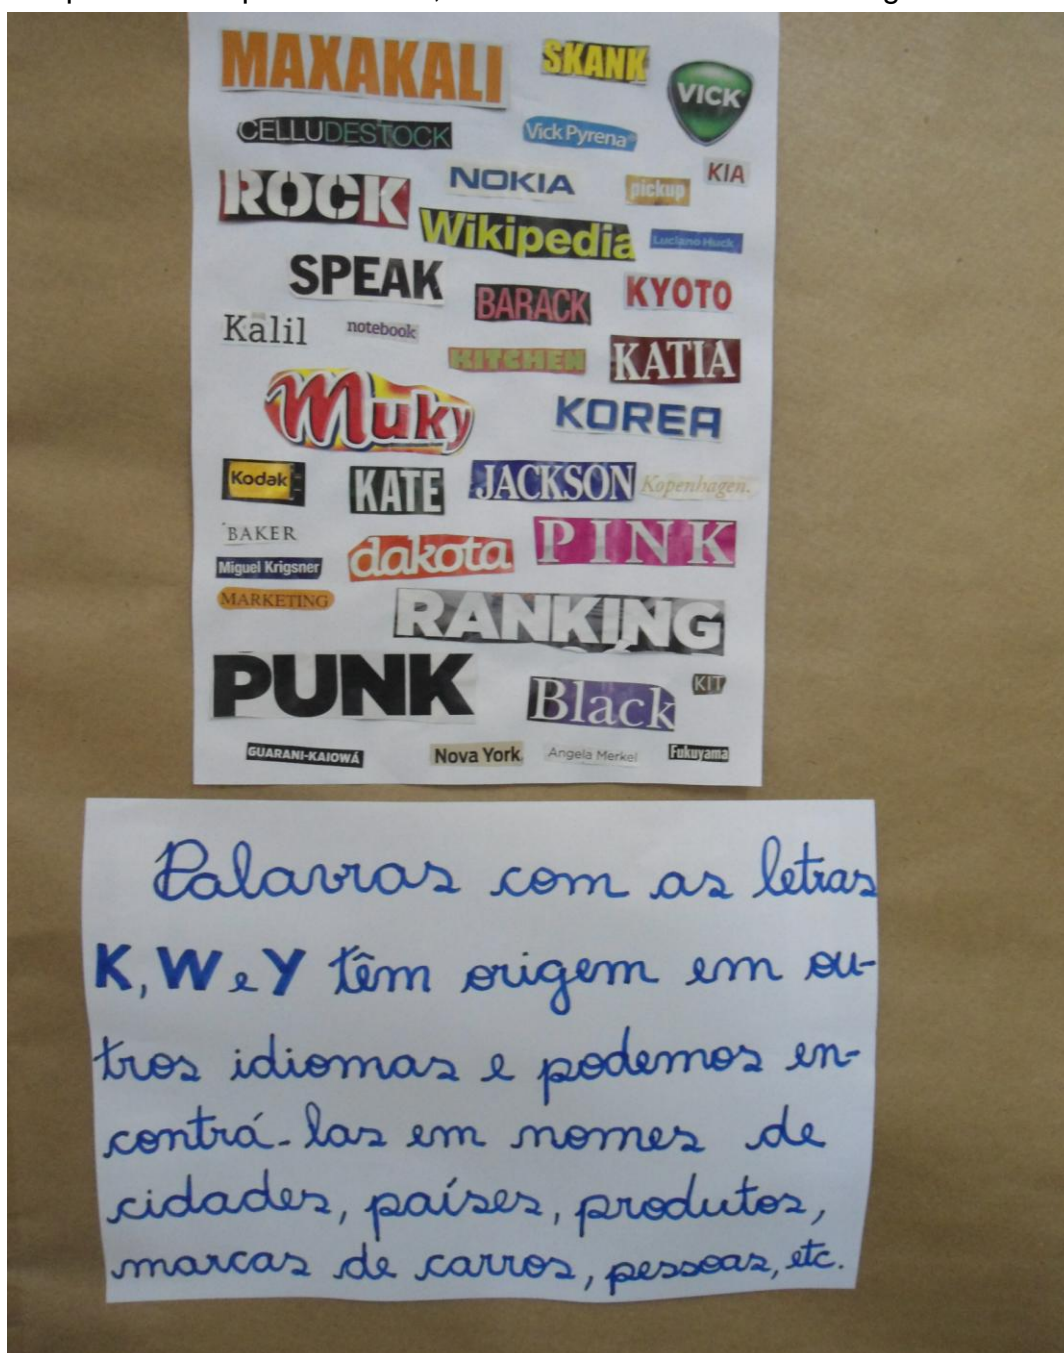 MAXAKALI SKANK VICK
CELLUDESTOCK Vick Pyrena®
ROCK NOKIA pickup KIA
Wikipedia Luciano Huck
SPEAK BARACK KYOTO
Kalil notebook
KITCHEN KATIA
Muky KOREA
Kodak KATE JACKSON Kopenhagen.
BAKER dakota PINK
Miguel Krigsner
MARKETING RANKING
PUNK Black KIT
GUARANI-KAIOWÁ Nova York Angela Merkel Fukuyama
Palavras com as letras
K, W e Y têm origem em ou-
tros idiomas e podemos en-
contrá-las em nomes de
cidades, países, produtos,
marcas de carros, pessoas, etc.